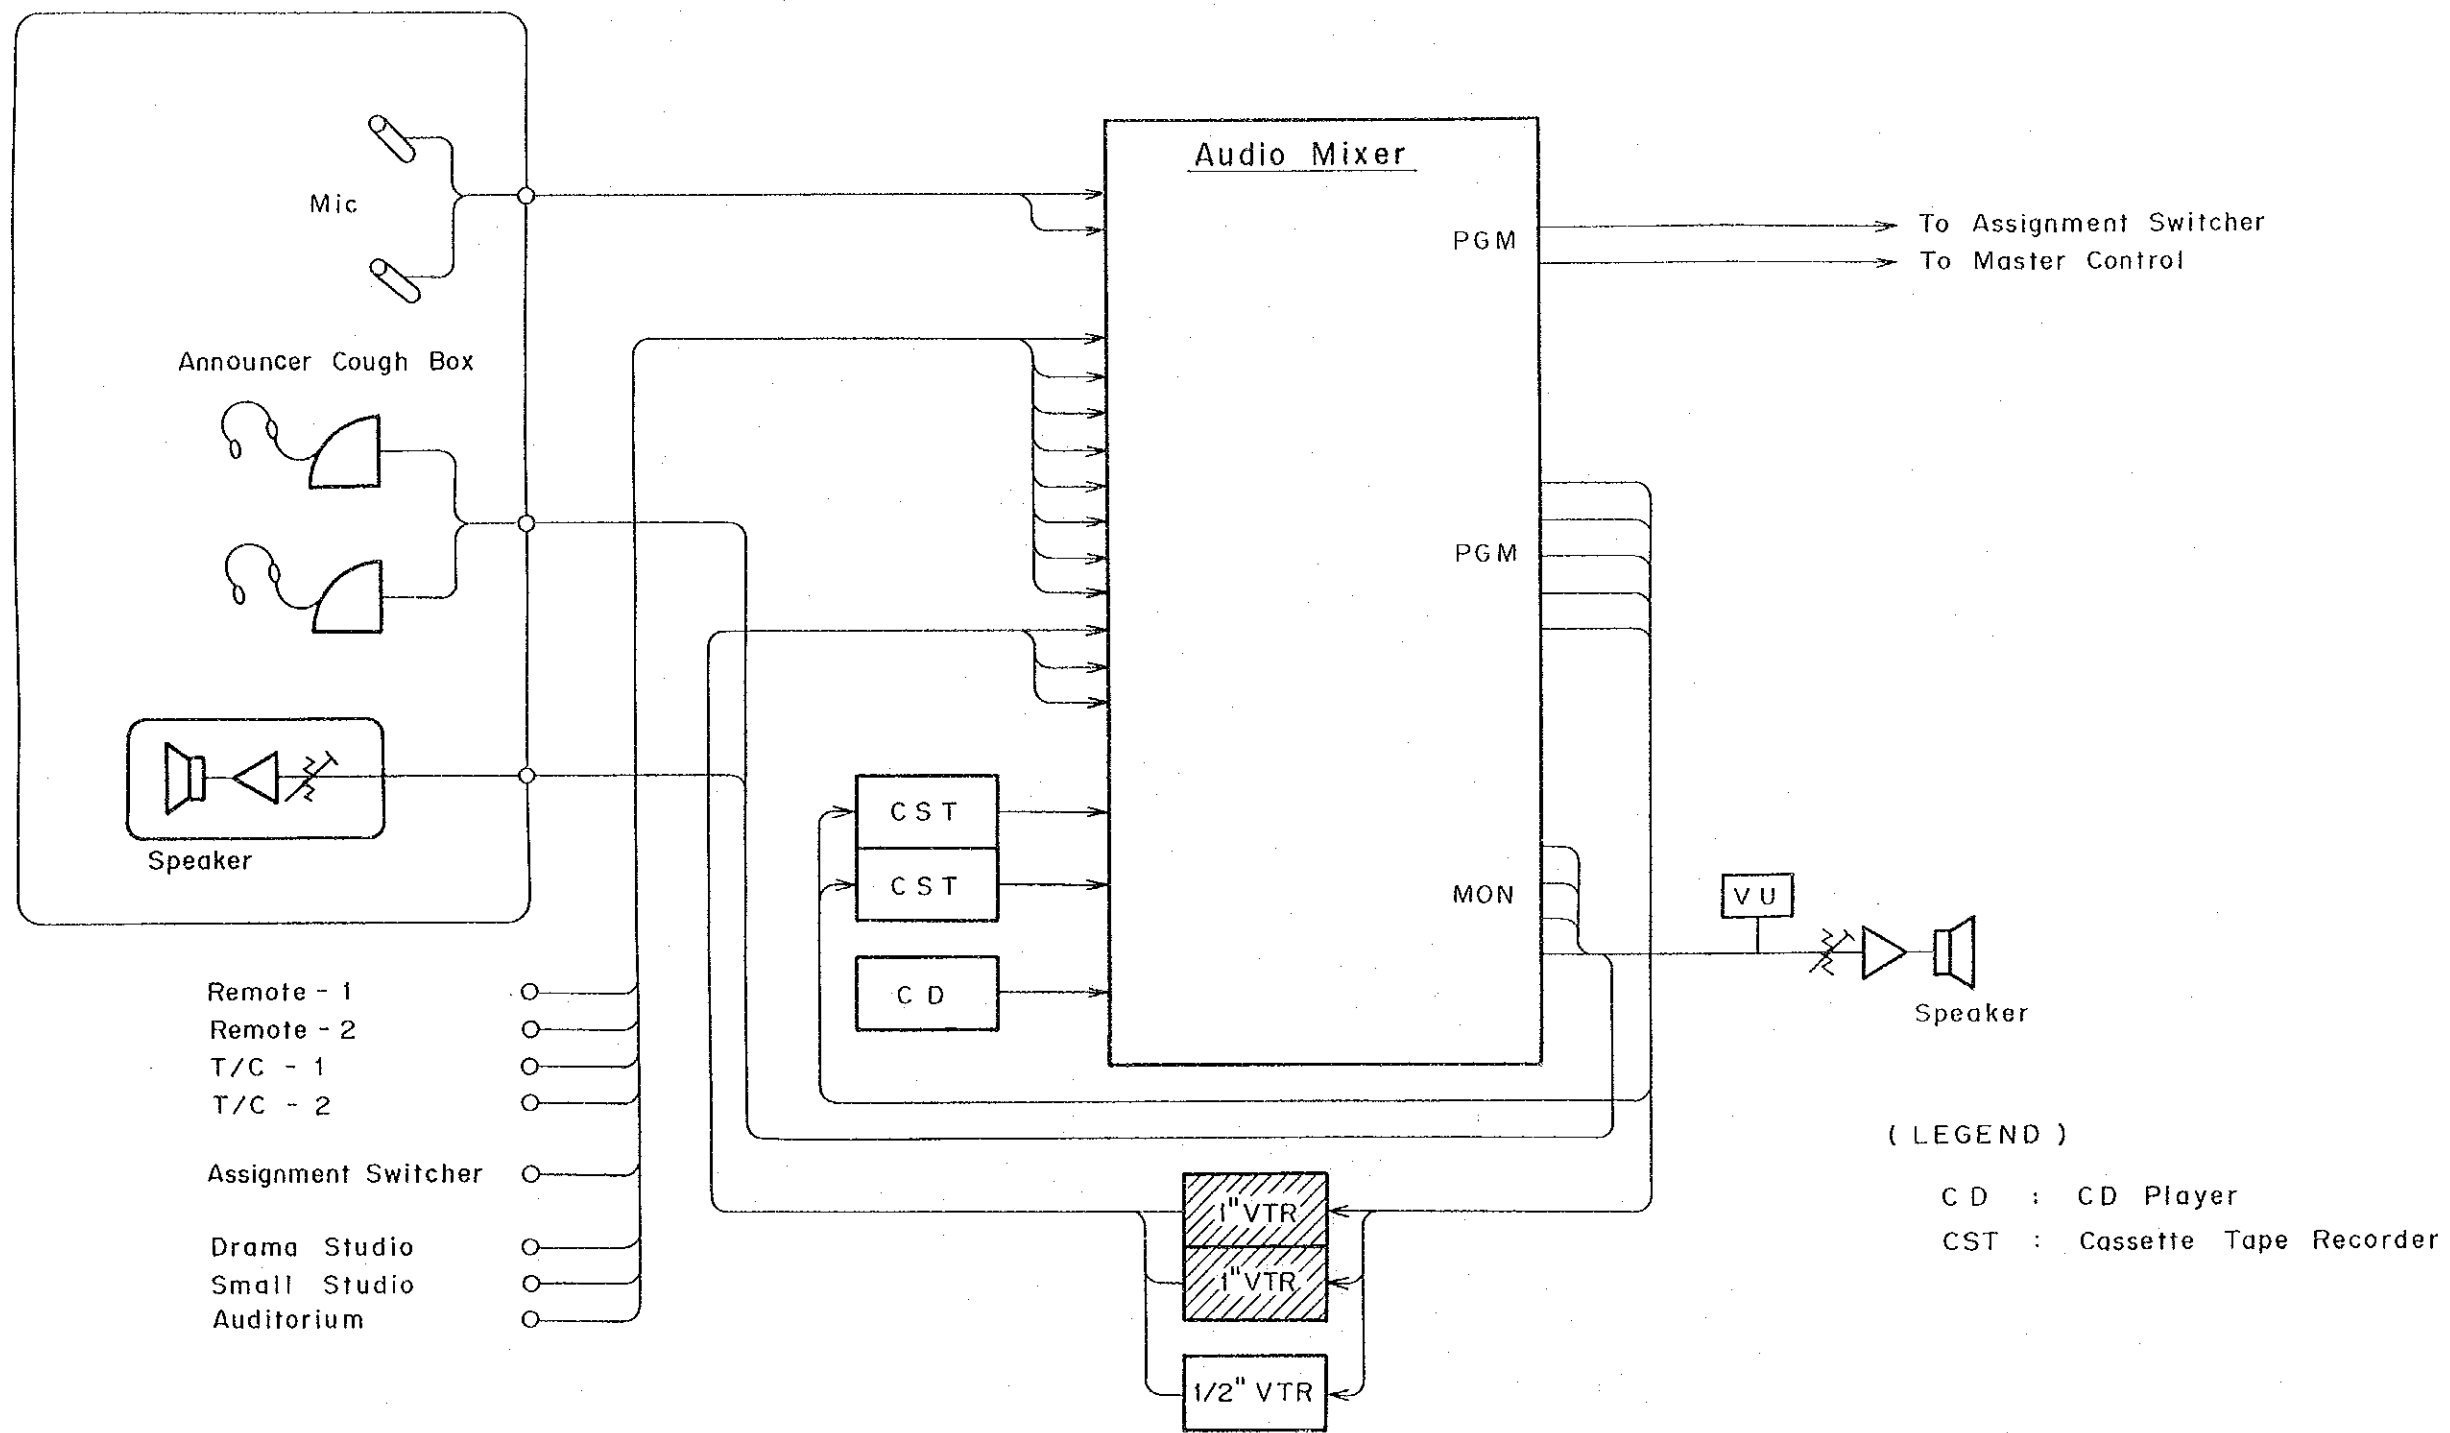 Audio Mixer
Mic
PGM
To Assignment Switcher
To Master Control
Announcer Cough Box
PGM
CST
CST
Speaker
MON
VU
CD
Speaker
Remote - 1
Remote - 2
T/C - 1
T/C - 2
Assignment Switcher
Drama Studio
Small Studio
Auditorium
1" VTR
1" VTR
1/2" VTR
( LEGEND )
CD : CD Player
CST : Cassette Tape Recorder